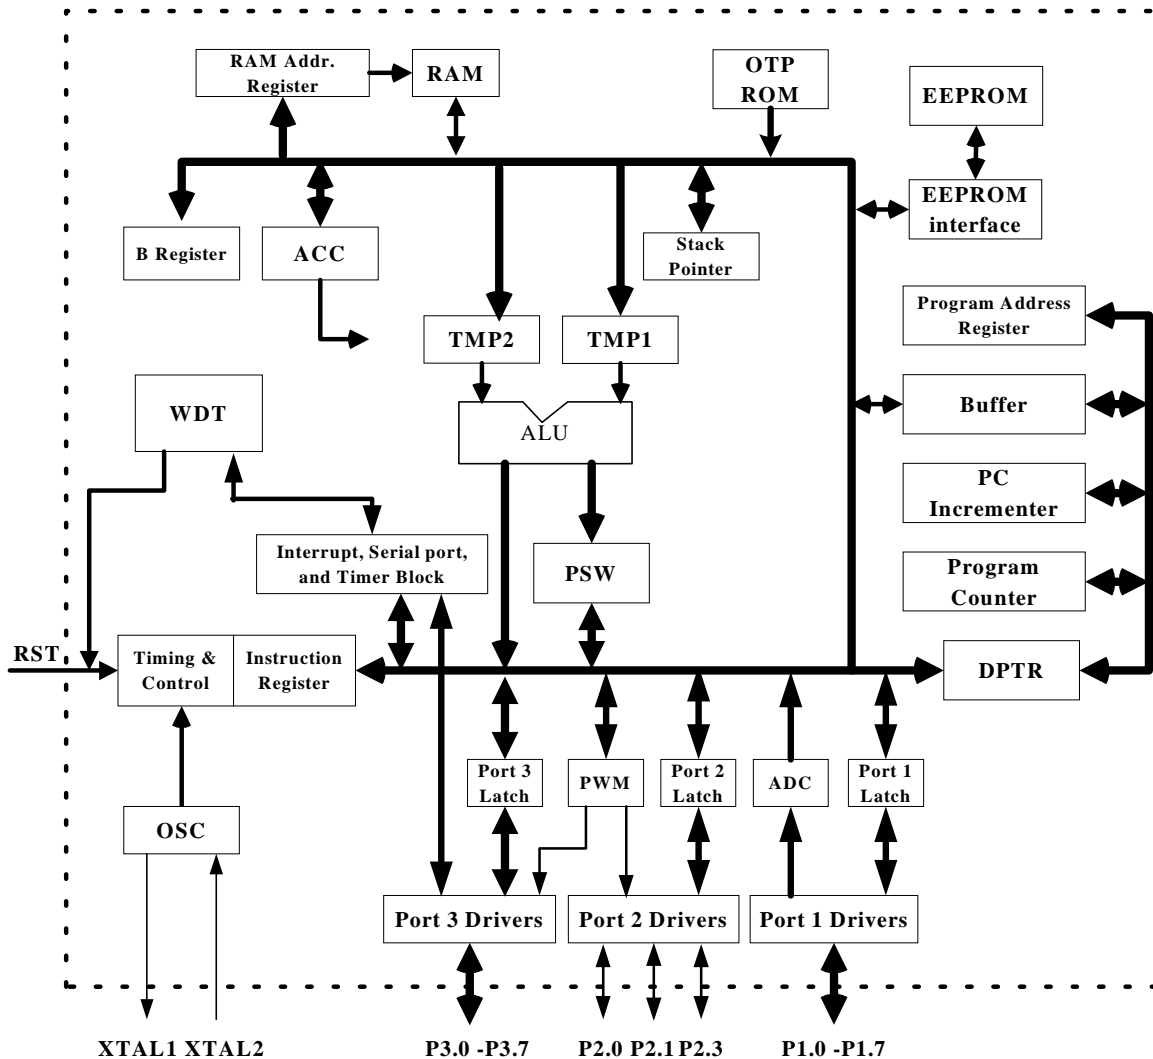 RAM Addr.
Register
RAM
OTP
ROM
EEPROM
EEPROM
interface
B Register
ACC
Stack
Pointer
Program Address
Register
TMP2
TMP1
WDT
ALU
Buffer
PC
Incrementer
Interrupt, Serial port,
and Timer Block
PSW
Program
Counter
RST
Timing &
Control
Instruction
Register
DPTR
Port 3
Latch
PWM
Port 2
Latch
ADC
Port 1
Latch
OSC
Port 3 Drivers
Port 2 Drivers
Port 1 Drivers
XTAL1 XTAL2
P3.0 -P3.7
P2.0 P2.1 P2.3
P1.0 -P1.7